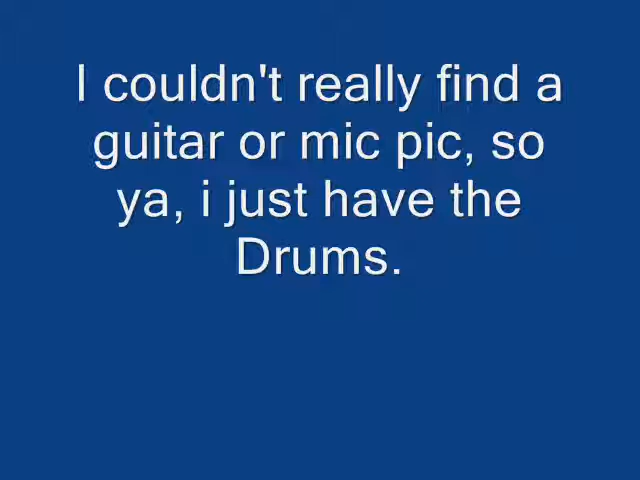 I couldn't really find a
guitar or mic pic, so
ya, i just have the
Drums.